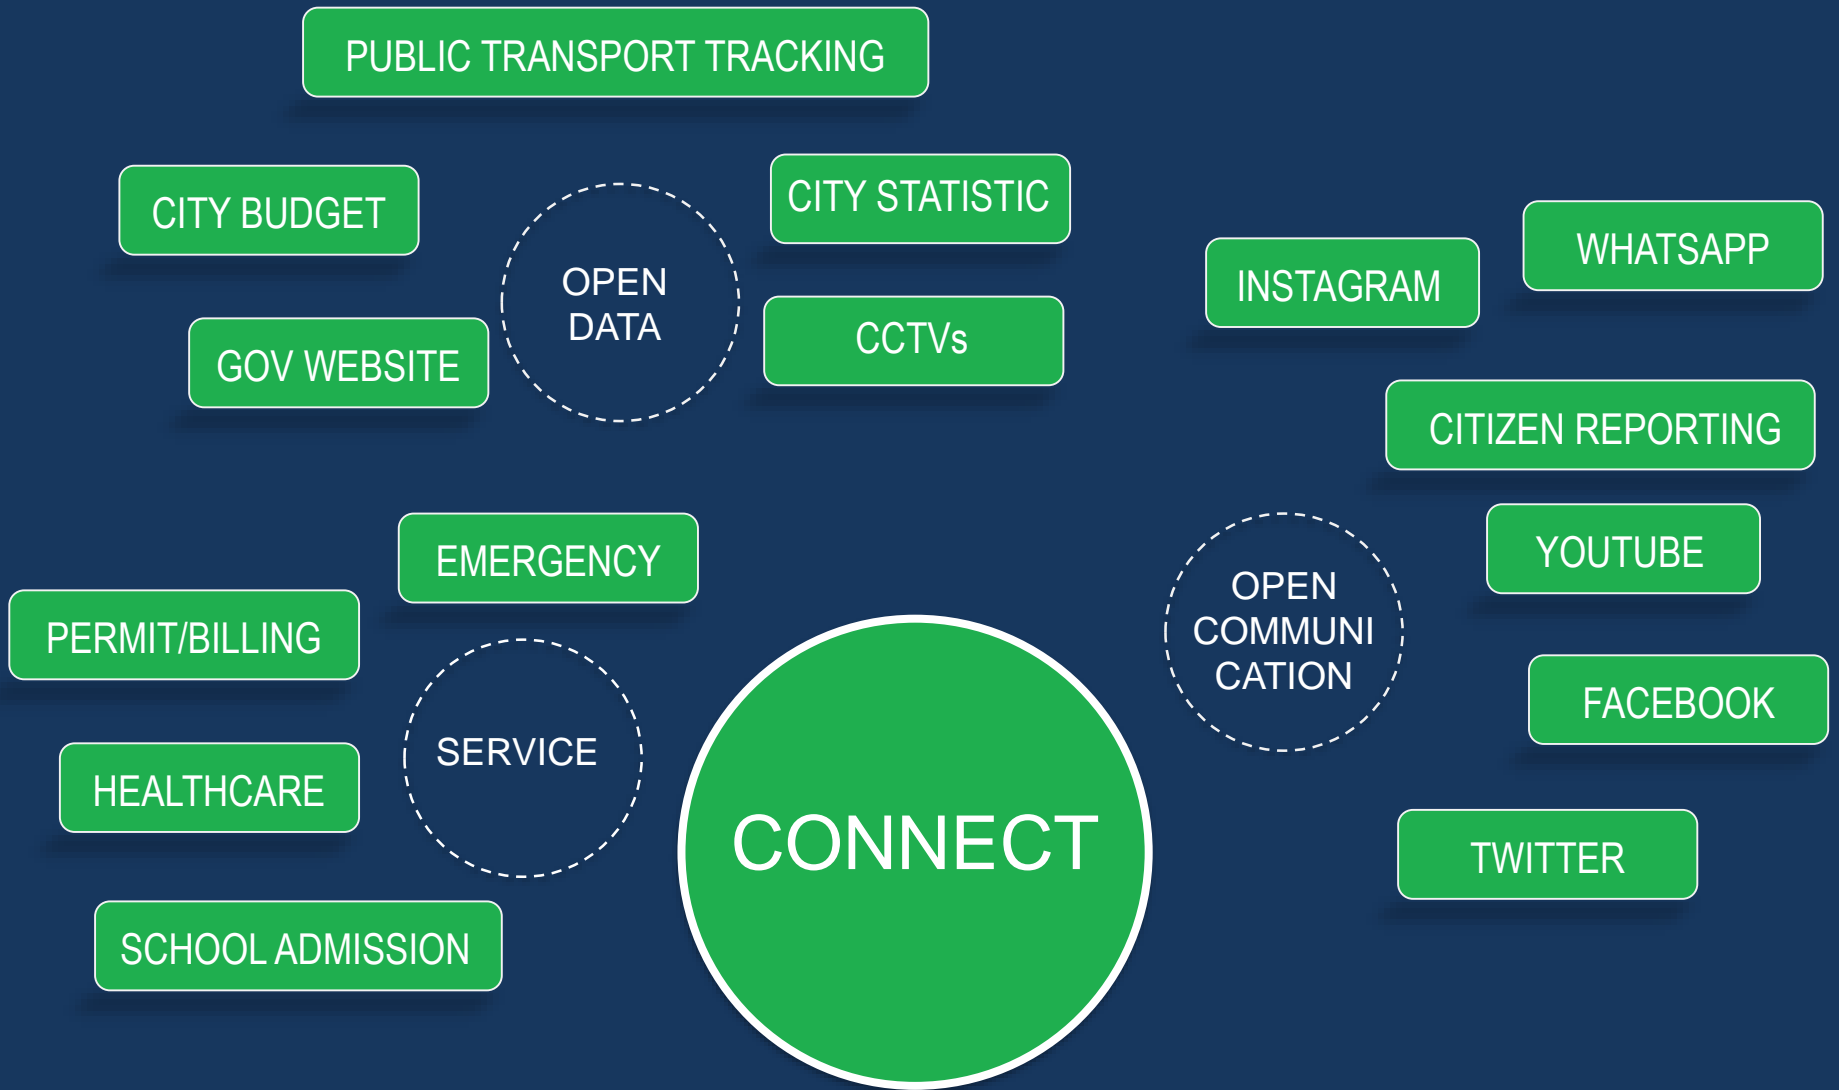 PUBLIC TRANSPORT TRACKING
CITY BUDGET
CITY STATISTIC
OPEN
DATA
GOV WEBSITE
CCTVs
INSTAGRAM
WHATSAPP
CITIZEN REPORTING
YOUTUBE
OPEN
COMMUNI
CATION
FACEBOOK
TWITTER
EMERGENCY
PERMIT/BILLING
SERVICE
HEALTHCARE
SCHOOL ADMISSION
CONNECT